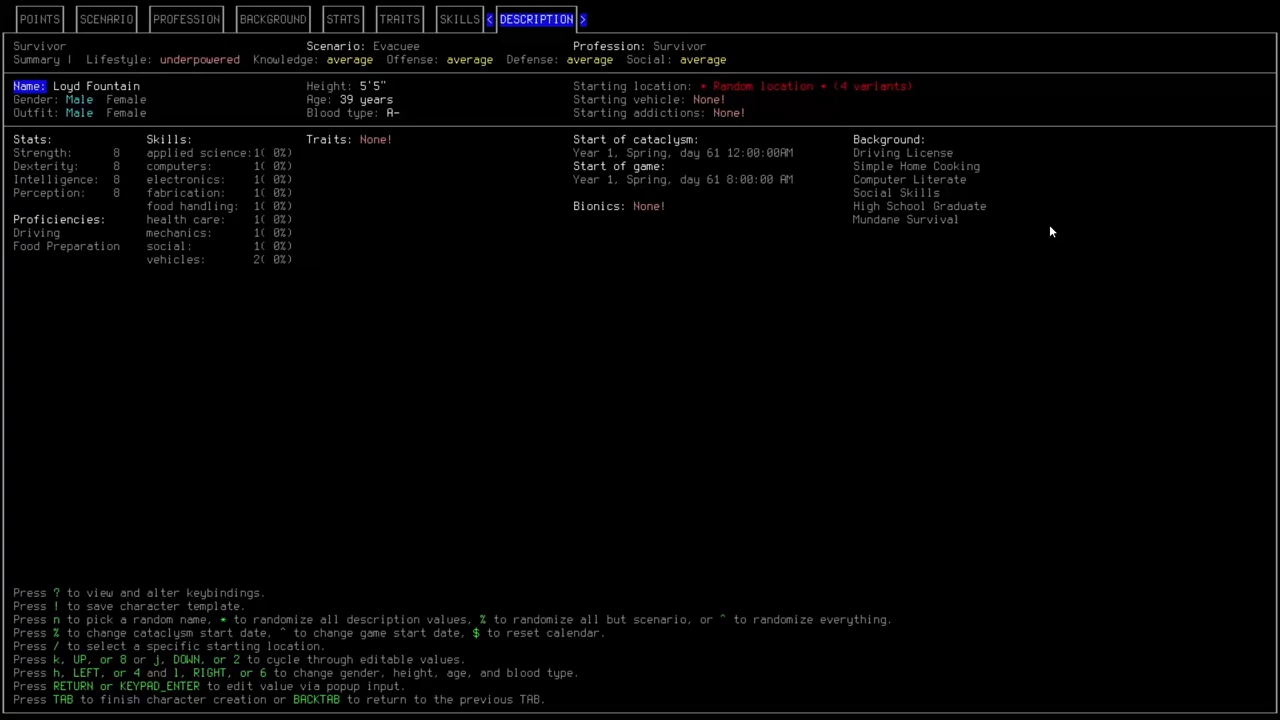 POINTS SCENARIO PROFESSION BACKGROUND STATS TRAITS SKILLS < DESCRIPTION >
Survivor Scenario: Evacuee Profession: Survivor
Summary | Lifestyle: underpowered Knowledge: average Offense: average Defense: average Social: average
Name: Loyd Fountain Height: 5'5" Starting location: * Random location * (4 variants)
Gender: Male Female Age: 39 years Starting vehicle: None!
Outfit: Male Female Blood type: A- Starting addictions: None!
Stats: Skills: Traits: None! Start of cataclysm: Background:
Strength: 8 applied science:1( 0%) Year 1, Spring, day 61 12:00:00AM Driving License
Dexterity: 8 computers: 1( 0%) Start of game: Simple Home Cooking
Intelligence: 8 electronics: 1( 0%) Year 1, Spring, day 61 8:00:00 AM Computer Literate
Perception: 8 fabrication: 1( 0%) Social Skills
food handling: 1( 0%) Bionics: None! High School Graduate
Proficiencies: health care: 1( 0%) Mundane Survival
Driving mechanics: 1( 0%)
Food Preparation social: 1( 0%)
vehicles: 2( 0%)
Press ? to view and alter keybindings.
Press ! to save character template.
Press n to pick a random name, * to randomize all description values, % to randomize all but scenario, or ^ to randomize everything.
Press % to change cataclysm start date, ^ to change game start date, $ to reset calendar.
Press / to select a specific starting location.
Press k, UP, or 8 or j, DOWN, or 2 to cycle through editable values.
Press h, LEFT, or 4 and l, RIGHT, or 6 to change gender, height, age, and blood type.
Press RETURN or KEYPAD_ENTER to edit value via popup input.
Press TAB to finish character creation or BACKTAB to return to the previous TAB.